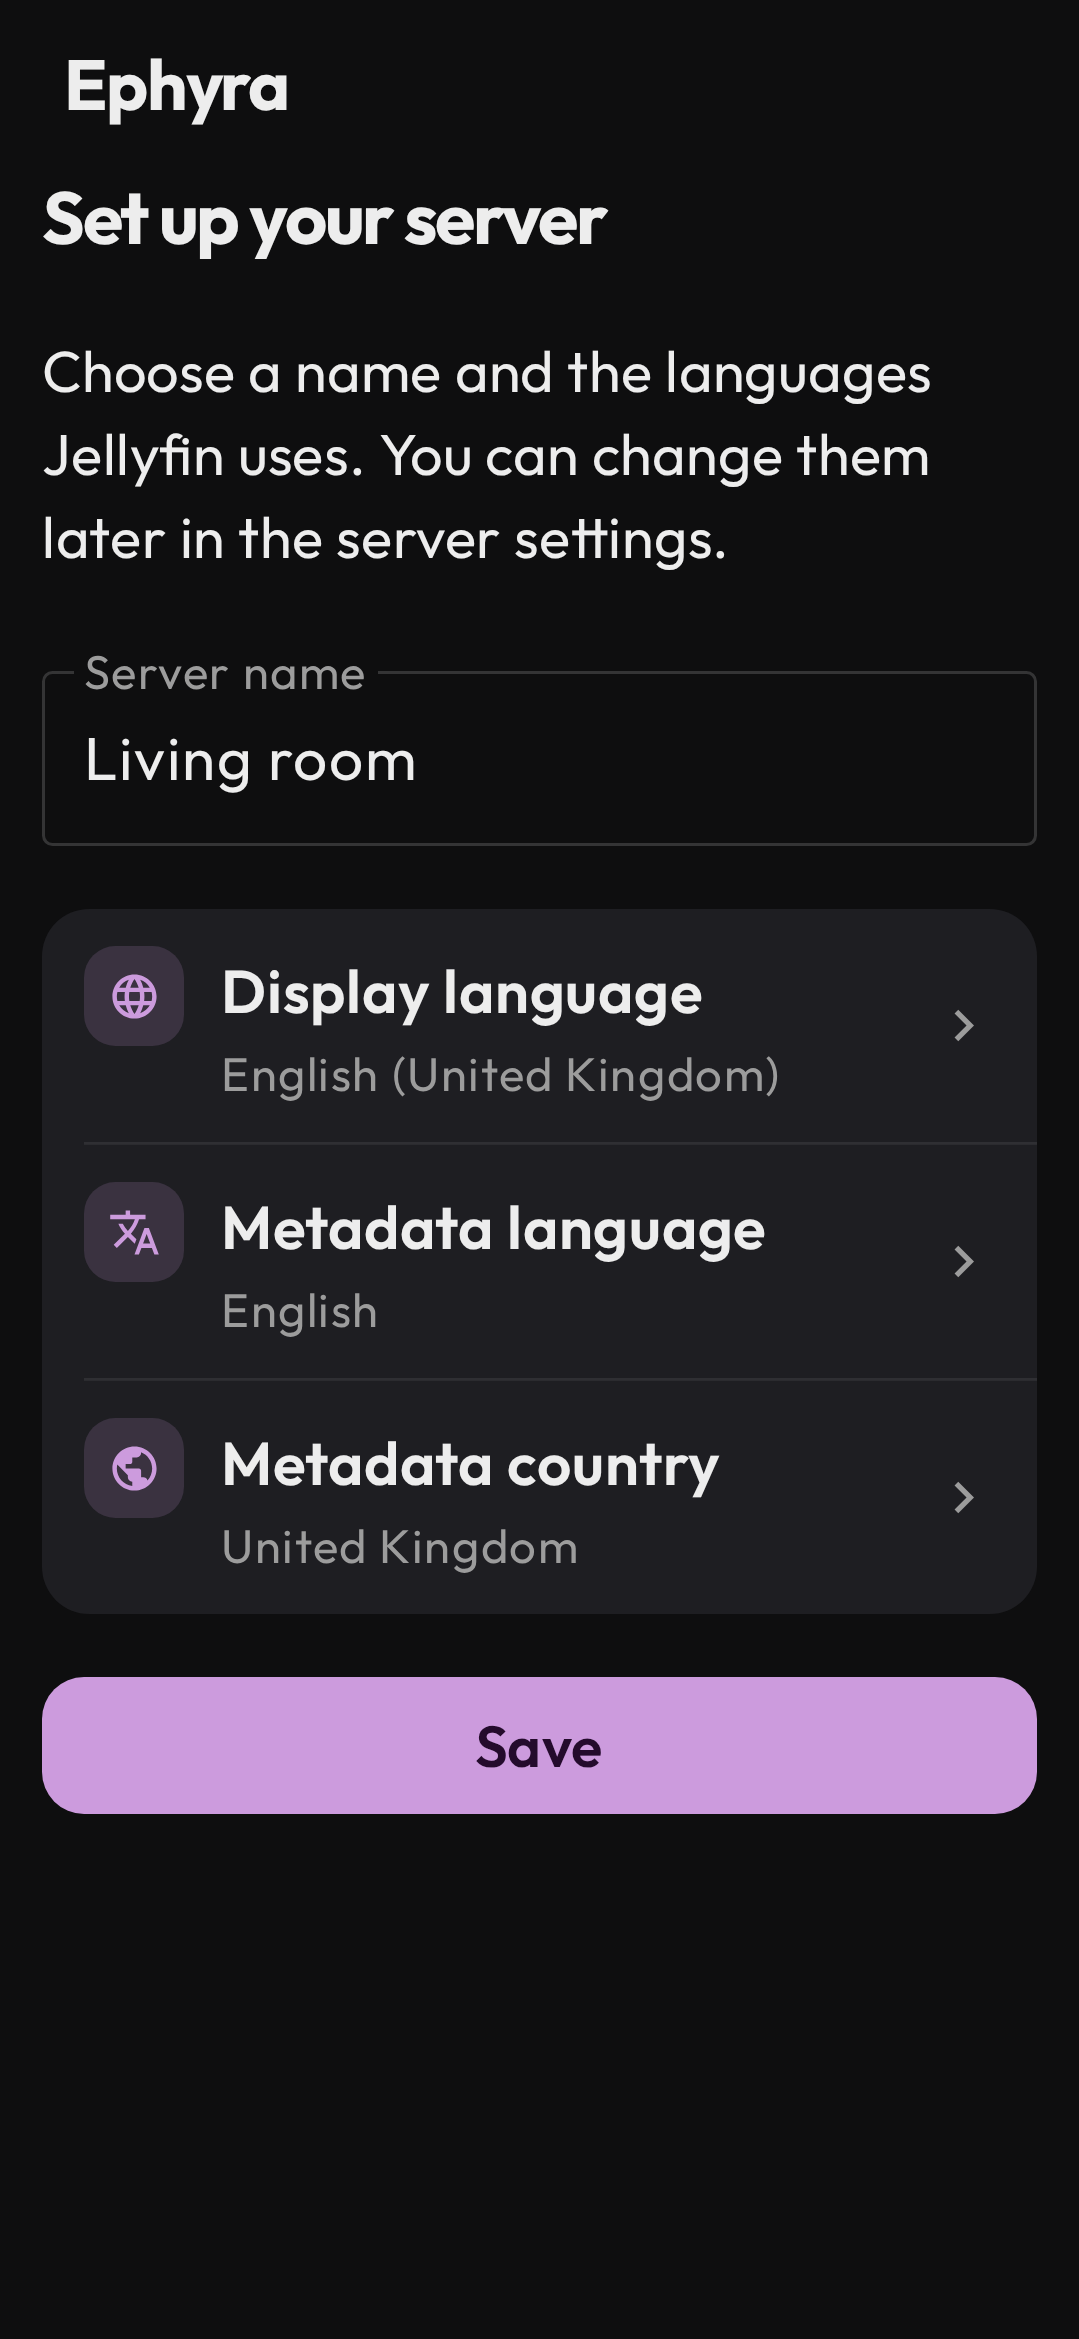 Ephyra
Set up your server
Choose a name and the languages
Jellyfin uses. You can change them
later in the server settings.
Server name
Living room
Display language
English (United Kingdom)
Metadata language
English
Metadata country
United Kingdom
Save